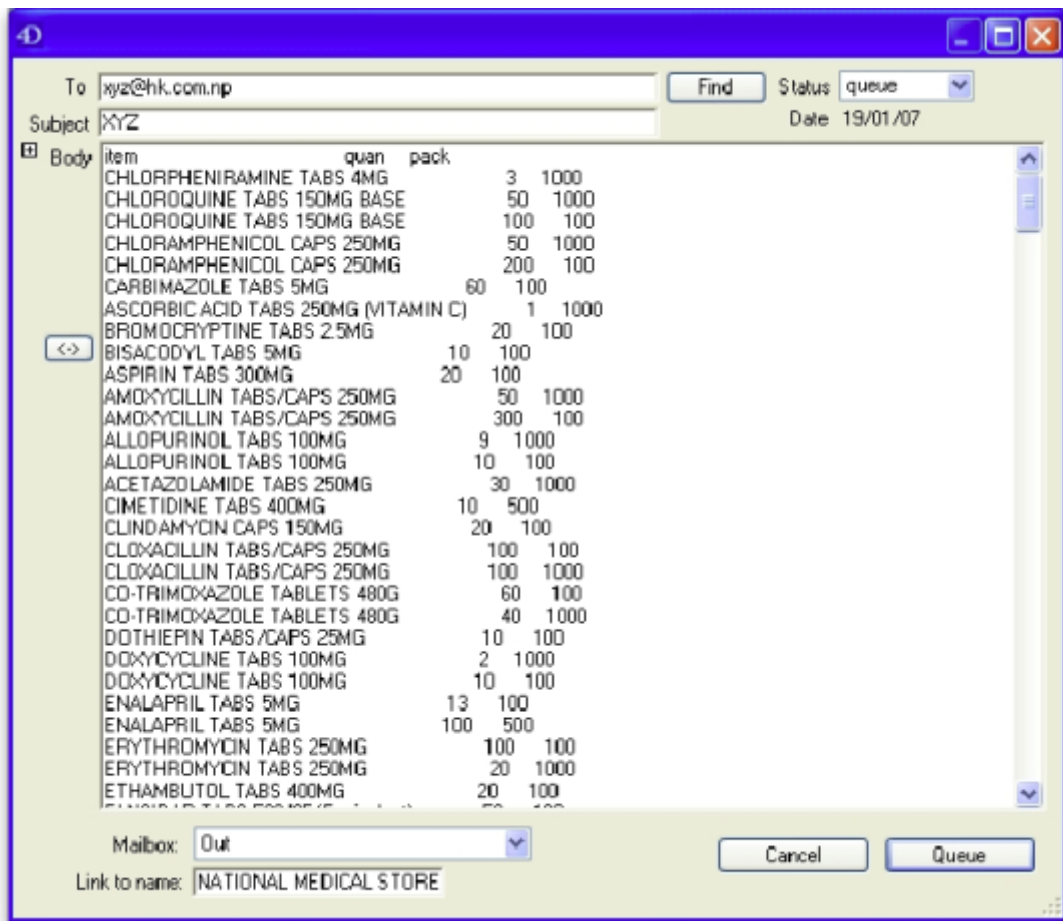 4D
To xyz@hk.com.np Find Status queue
Subject XYZ Date 19/01/07
Body item quan pack
CHLORPHENIRAMINE TABS 4MG 3 1000
CHLOROQUINE TABS 150MG BASE 50 1000
CHLOROQUINE TABS 150MG BASE 100 100
CHLORAMPHENICOL CAPS 250MG 50 1000
CHLORAMPHENICOL CAPS 250MG 200 100
CARBIMAZOLE TABS 5MG 60 100
ASCORBIC ACID TABS 250MG (VITAMIN C) 1 1000
BROMOCRYPTINE TABS 2.5MG 20 100
<-> BISACODYL TABS 5MG 10 100
ASPIRIN TABS 300MG 20 100
AMOXYCILLIN TABS/CAPS 250MG 50 1000
AMOXYCILLIN TABS/CAPS 250MG 300 100
ALLOPURINOL TABS 100MG 9 1000
ALLOPURINOL TABS 100MG 10 100
ACETAZOLAMIDE TABS 250MG 30 1000
CIMETIDINE TABS 400MG 10 500
CLINDAMYCIN CAPS 150MG 20 100
CLOXACILLIN TABS/CAPS 250MG 100 100
CLOXACILLIN TABS/CAPS 250MG 100 1000
CO-TRIMOXAZOLE TABLETS 480G 60 100
CO-TRIMOXAZOLE TABLETS 480G 40 1000
DOTHIEPIN TABS/CAPS 25MG 10 100
DOXYCYCLINE TABS 100MG 2 1000
DOXYCYCLINE TABS 100MG 10 100
ENALAPRIL TABS 5MG 13 100
ENALAPRIL TABS 5MG 100 500
ERYTHROMYCIN TABS 250MG 100 100
ERYTHROMYCIN TABS 250MG 20 1000
ETHAMBUTOL TABS 400MG 20 100
Mailbox: Out Cancel Queue
Link to name: NATIONAL MEDICAL STORE